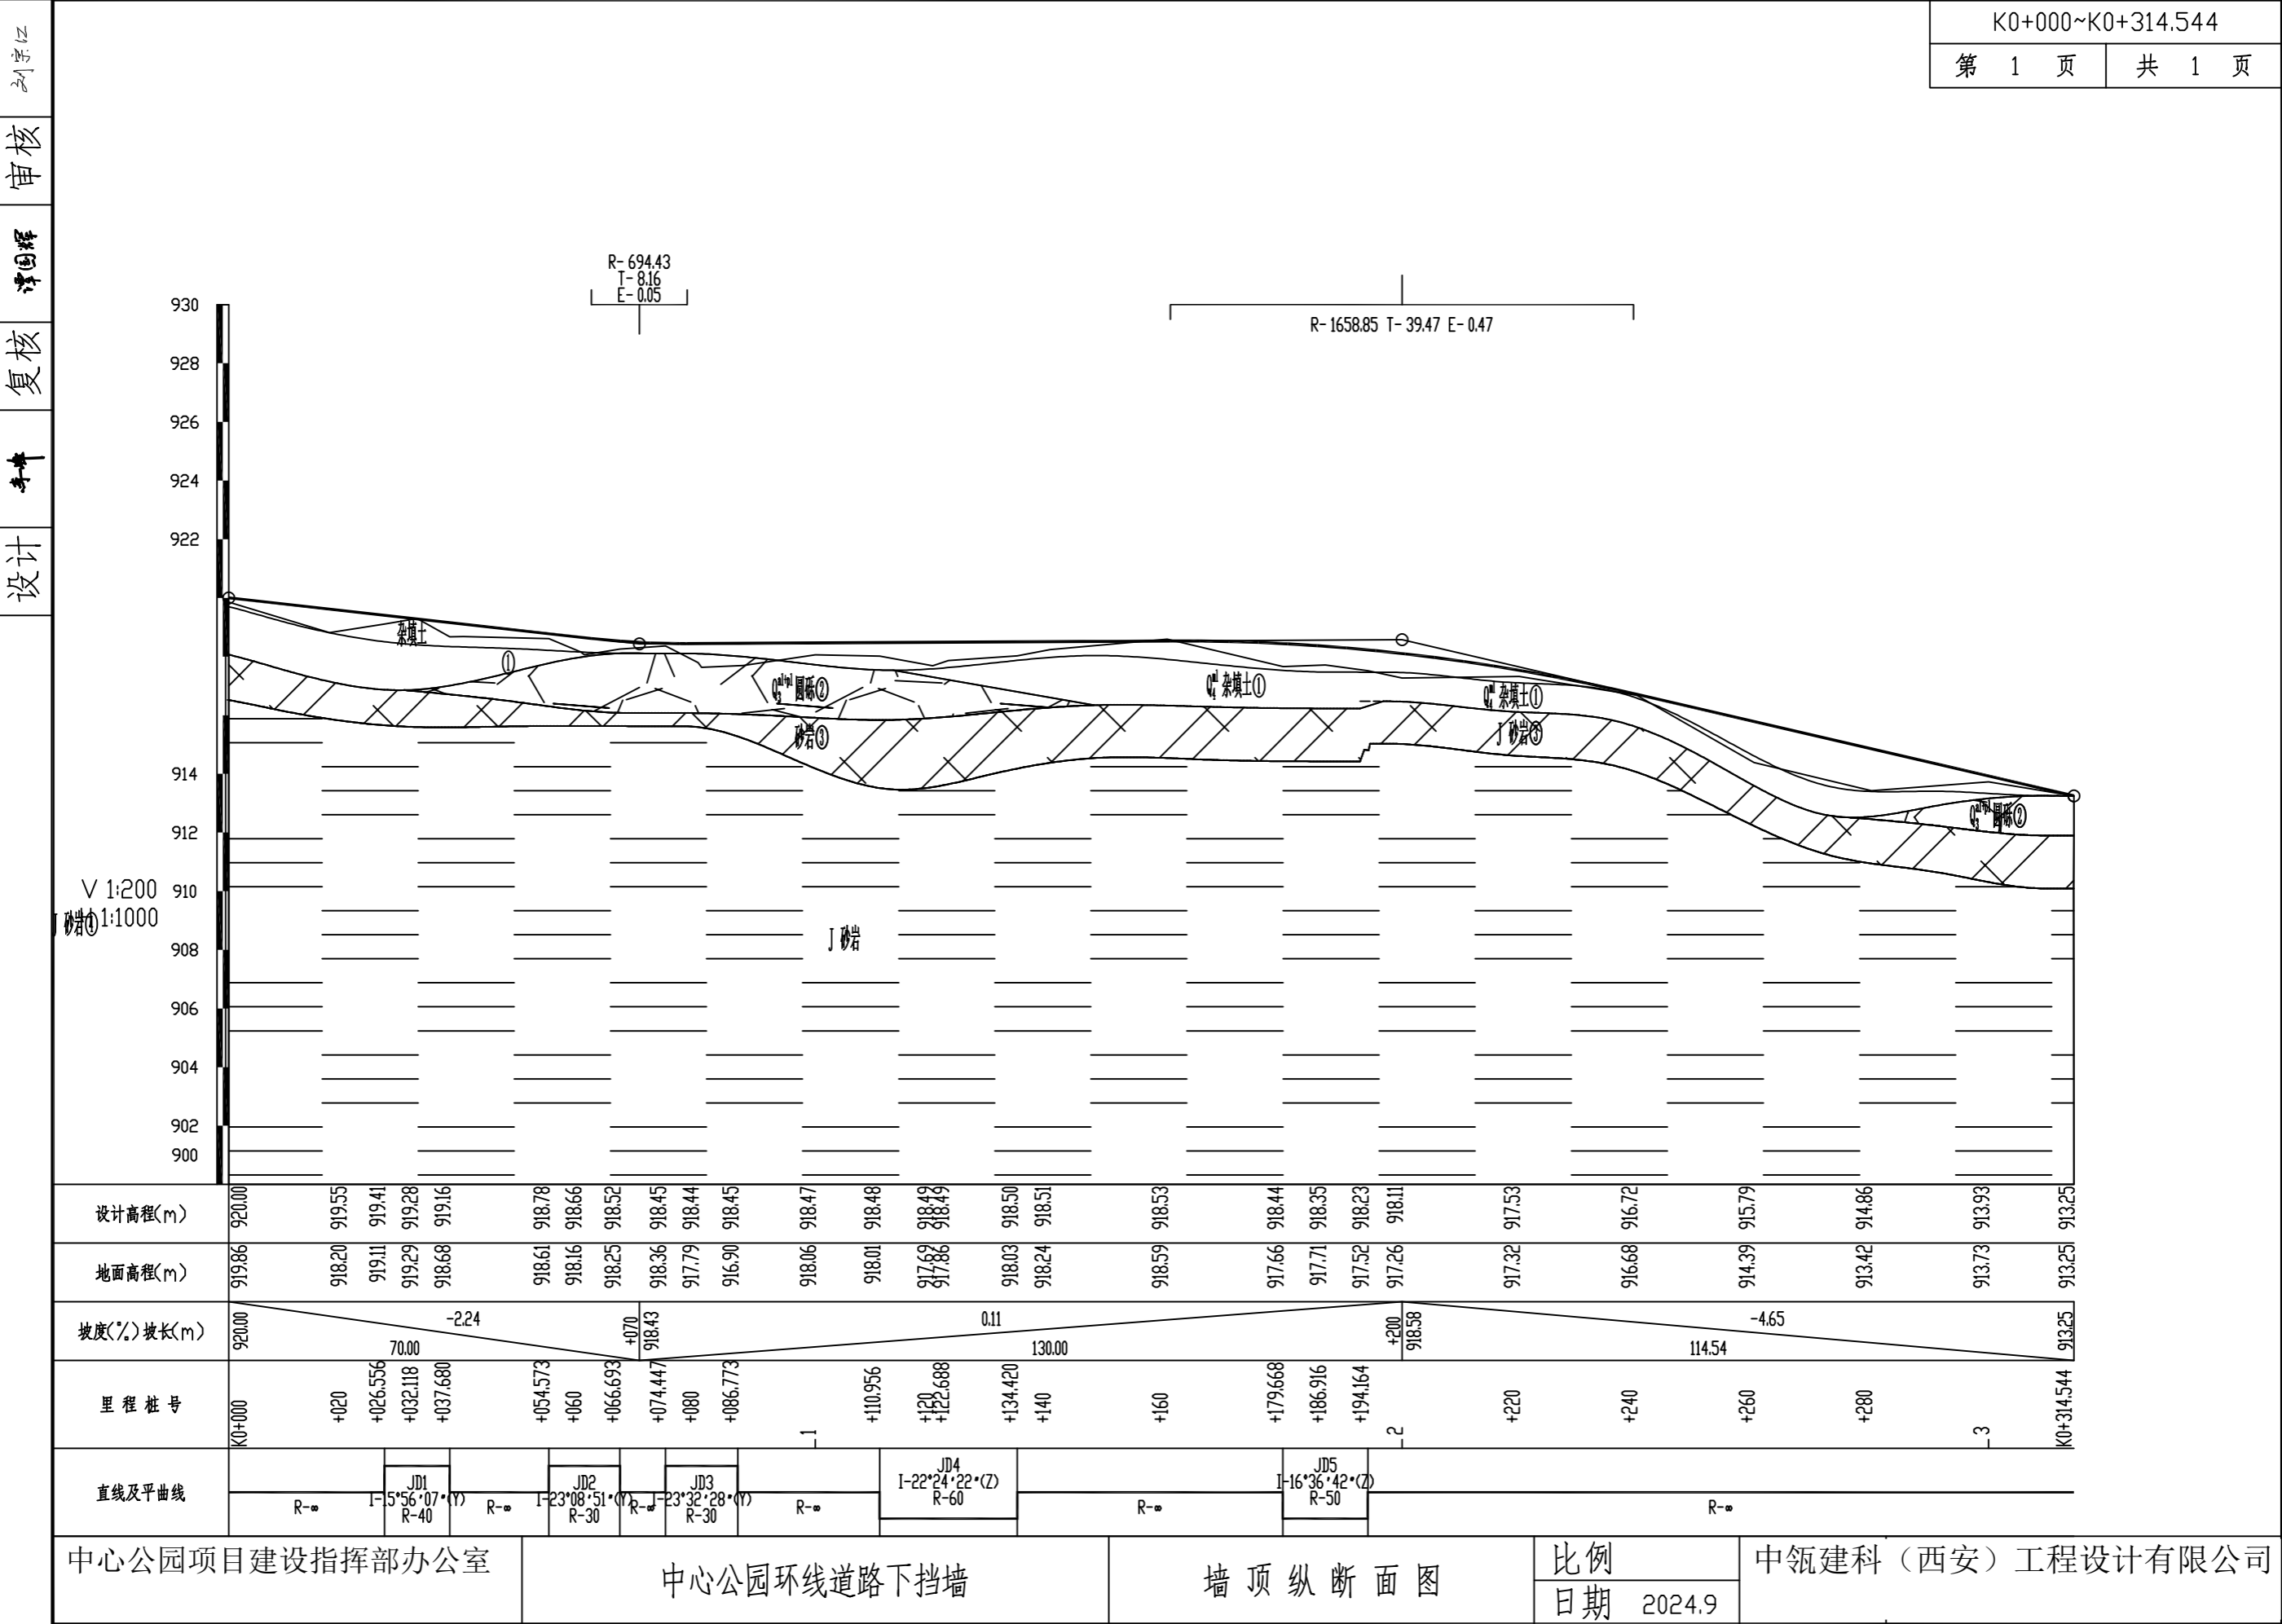 K0+000~K0+314.544
第 1 页 共 1 页
审核
复核
设计
R-694.43
T-8.16
E-0.05
R-1658.85 T-39.47 E-0.47
930
928
926
924
922
914
912
910
908
906
904
902
900
V 1:200
1:1000
J 砂岩
杂填土
①
圆砾②
砂岩③
杂填土①
杂填土①
J 砂岩③
圆砾②
J 砂岩
设计高程(m) 920.00 919.55 919.41 919.28 919.16 918.78 918.66 918.52 918.45 918.44 918.45 918.47 918.48 918.49 918.49 918.50 918.51 918.53 918.44 918.35 918.23 918.11 917.53 916.72 915.79 914.86 913.93 913.25
地面高程(m) 919.86 918.20 919.11 919.29 918.68 918.61 918.16 918.25 918.36 917.79 916.90 918.06 918.01 917.69 917.86 918.03 918.24 918.59 917.66 917.71 917.52 917.26 917.32 916.68 914.39 913.42 913.73 913.25
坡度(%)坡长(m) 920.00 -2.24 70.00 +070 918.43 0.11 130.00 +200 918.58 -4.65 114.54 913.25
里程桩号 K0+000 +020 +026.556 +032.118 +037.680 +054.573 +060 +066.693 +074.447 +080 +086.773 1 +110.956 +120 +122.688 +134.420 +140 +160 +179.668 +186.916 +194.164 2 +220 +240 +260 +280 3 K0+314.544
直线及平曲线
R-∞
JD1
I-15°56'07"(Y)
R-40
R-∞
JD2
I-23°08'51"(Y)
R-30
R-∞
JD3
I-23°32'28"(Y)
R-30
R-∞
JD4
I-22°24'22"(Z)
R-60
R-∞
JD5
I-16°36'42"(Z)
R-50
R-∞
中心公园项目建设指挥部办公室
中心公园环线道路下挡墙
墙顶纵断面图
比例
日期 2024.9
中瓴建科（西安）工程设计有限公司